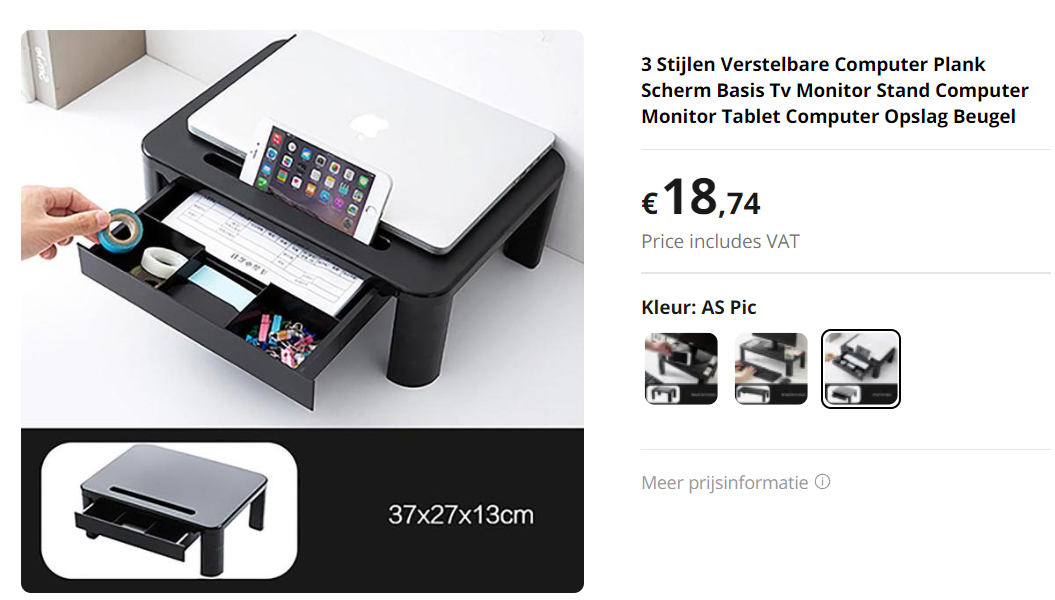 3 Stijlen Verstelbare Computer Plank
Scherm Basis Tv Monitor Stand Computer
Monitor Tablet Computer Opslag Beugel
€18,74
Price includes VAT
Kleur: AS Pic
Meer prijsinformatie
37x27x13cm